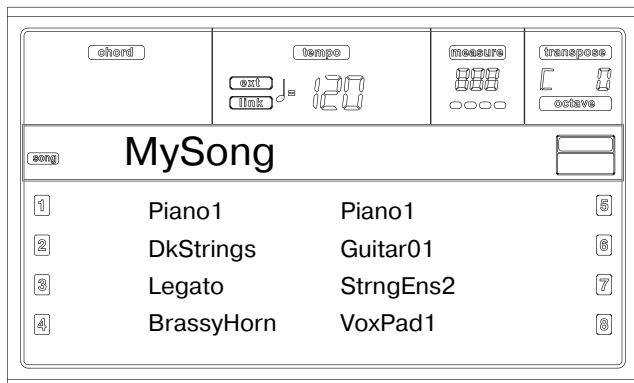 chord tempo measure transpose
ext
link = 120 888 [ 0
octave
song MySong
1 Piano1 Piano1 5
2 DkStrings Guitar01 6
3 Legato StrngEns2 7
4 BrassyHorn VoxPad1 8